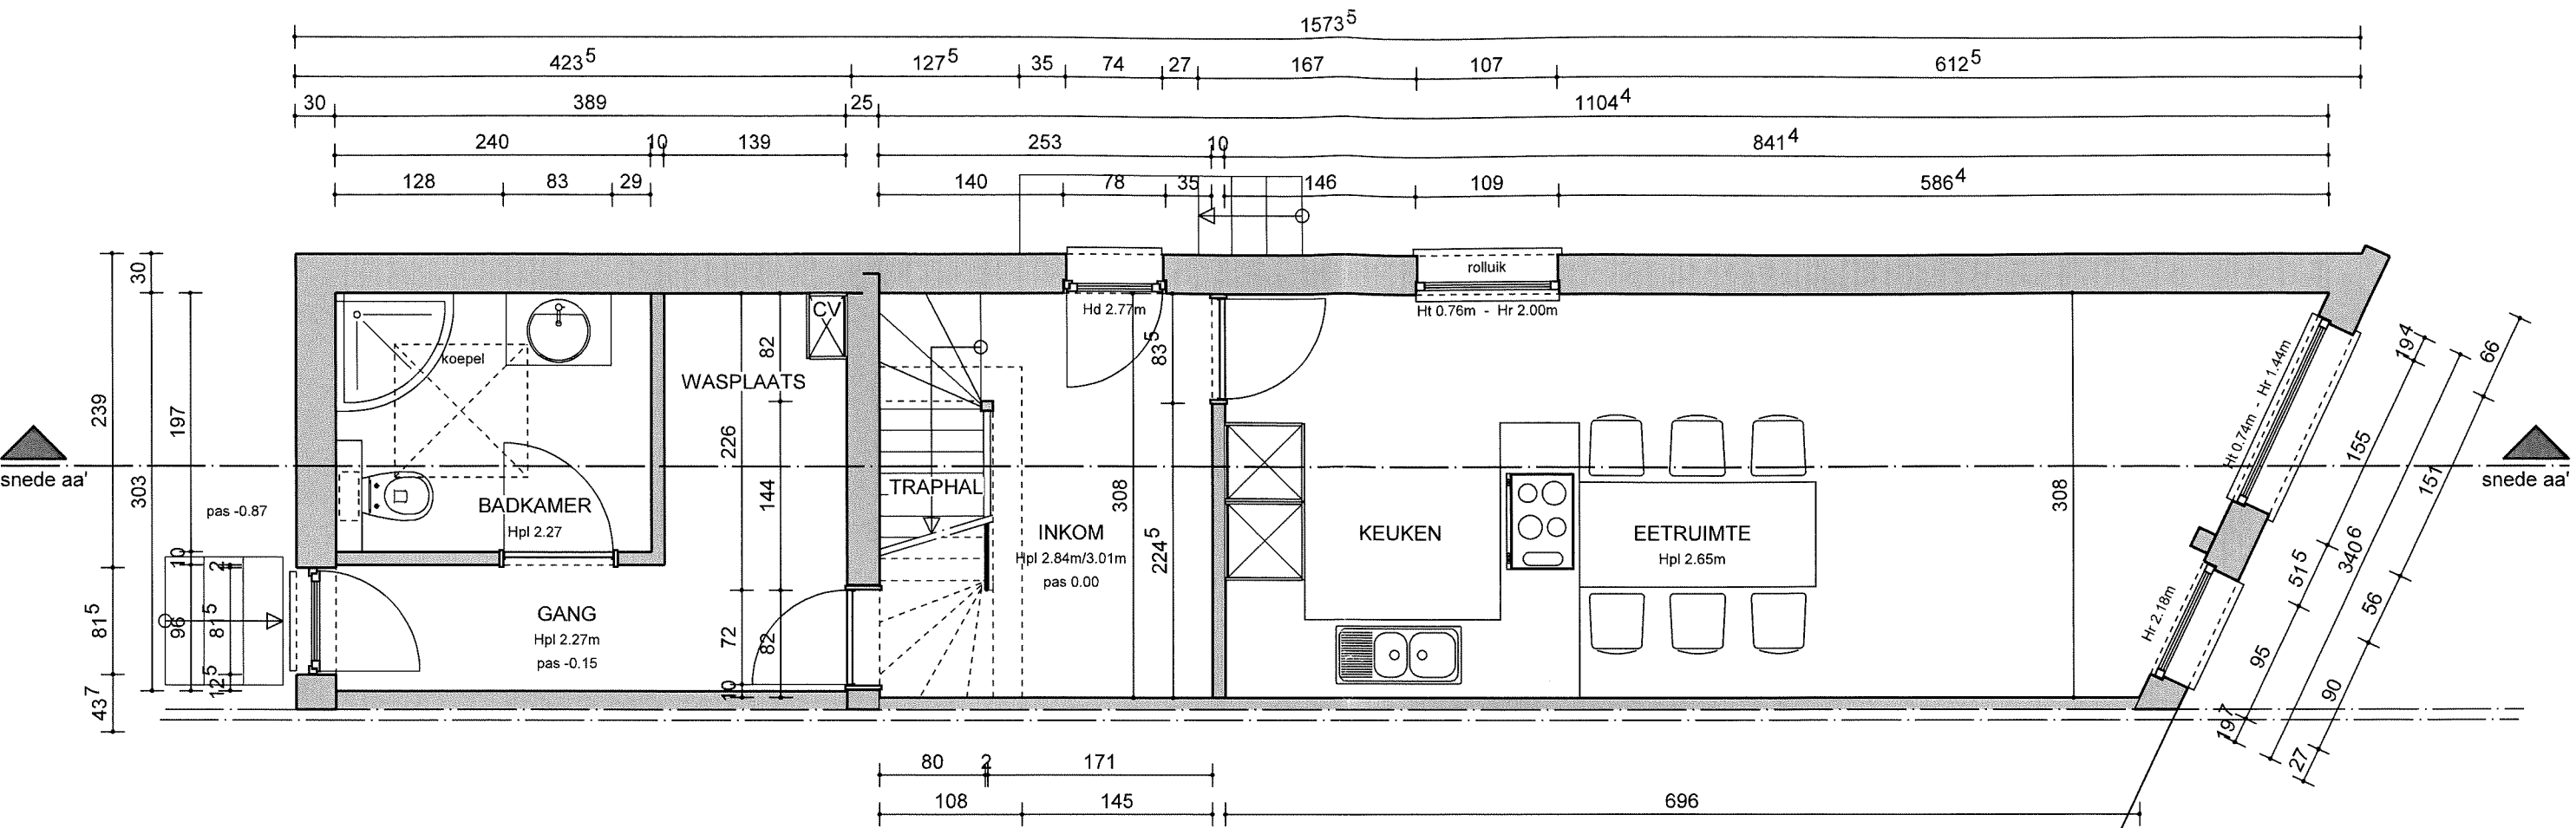 1573⁵
423⁵ 127⁵ 35 74 27 167 107 612⁵
30 389 25 1104⁴
240 10 139 253 10 841⁴
128 83 29 140 78 35 146 109 586⁴
rolluik
Hd 2.77m
Ht 0.76m - Hr 2.00m
CV
koepel
WASPLAATS
BADKAMER
Hpl 2.27
TRAPHAL
INKOM
Hpl 2.84m/3.01m
pas 0.00
KEUKEN
EETRUIMTE
Hpl 2.65m
GANG
Hpl 2.27m
pas -0.15
pas -0.87
snede aa'
snede aa'
239
81⁵
43⁷
30
303
197
10
96
2
81⁵
12⁵
226
72
10
82
144
82
308
83⁵
224⁵
308
Ht 0.74m - Hr 1.44m
Hr 2.18m
19⁴
155
51⁵
95
19⁷
340⁶
66
151
56
90
27
80 2 171
108 145 696